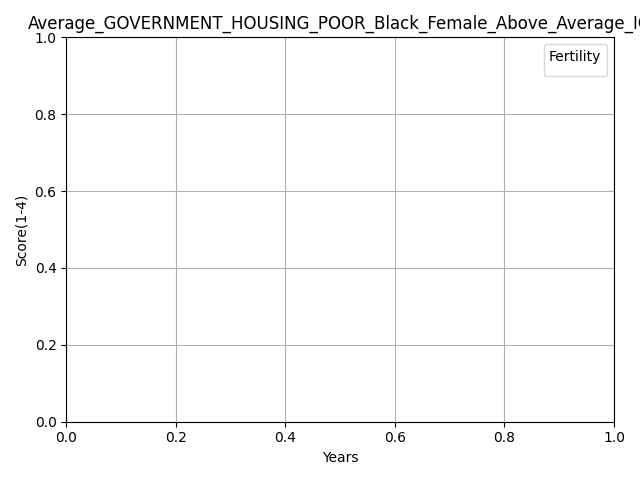 Average_GOVERNMENT_HOUSING_POOR_Black_Female_Above_Average_IQ
Fertility
1.0
0.8
0.6
0.4
0.2
0.0
Score(1-4)
0.0 0.2 0.4 0.6 0.8 1.0
Years